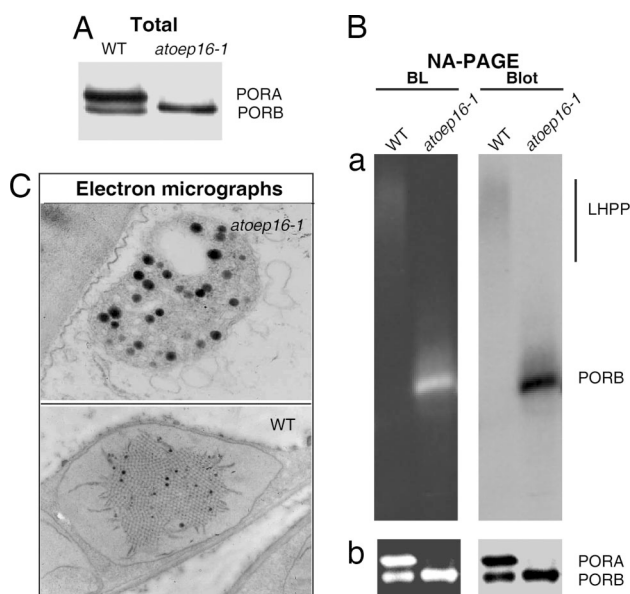 A
Total
WT atoep16-1
PORA
PORB
B
NA-PAGE
BL Blot
WT atoep16-1 WT atoep16-1
a
LHPP
PORB
b
PORA
PORB
C
Electron micrographs
atoep16-1
WT